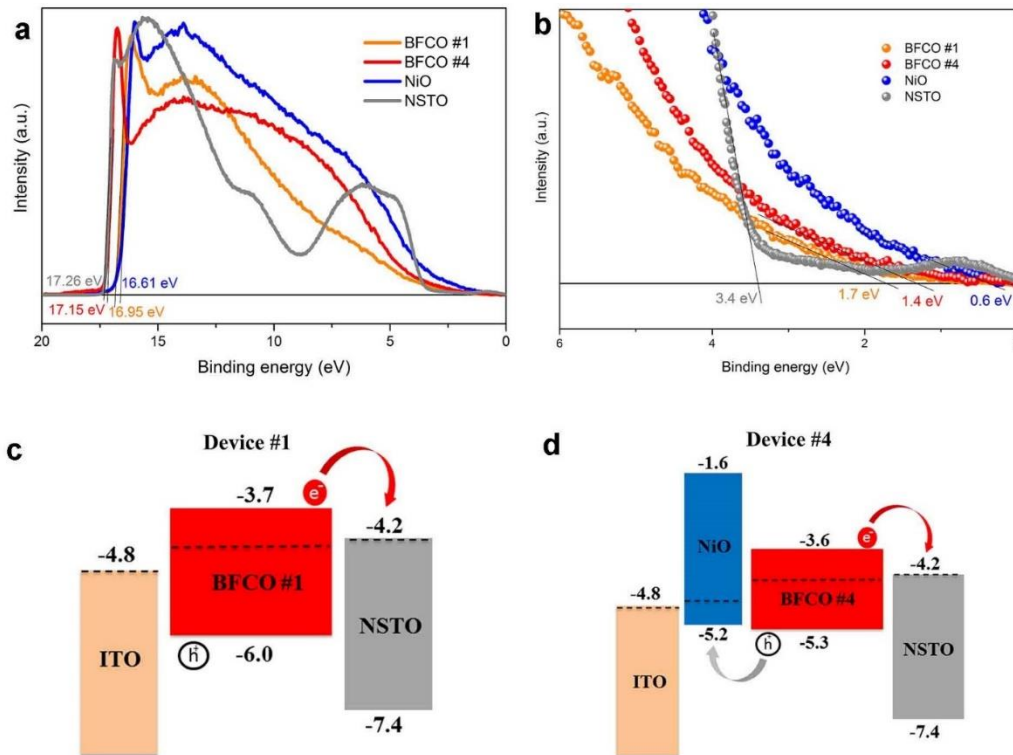 a
BFCO #1
BFCO #4
NiO
NSTO
Intensity (a.u.)
17.26 eV
16.61 eV
17.15 eV
16.95 eV
20
15
10
5
0
Binding energy (eV)
b
BFCO #1
BFCO #4
NiO
NSTO
Intensity (a.u.)
3.4 eV
1.7 eV
1.4 eV
0.6 eV
6
4
2
0
Binding energy (eV)
c
Device #1
-3.7
e-
-4.2
-4.8
BFCO #1
NSTO
ITO
h+
-6.0
-7.4
d
Device #4
-1.6
NiO
-3.6
e-
-4.2
-4.8
BFCO #4
-5.2
h+
-5.3
NSTO
ITO
-7.4